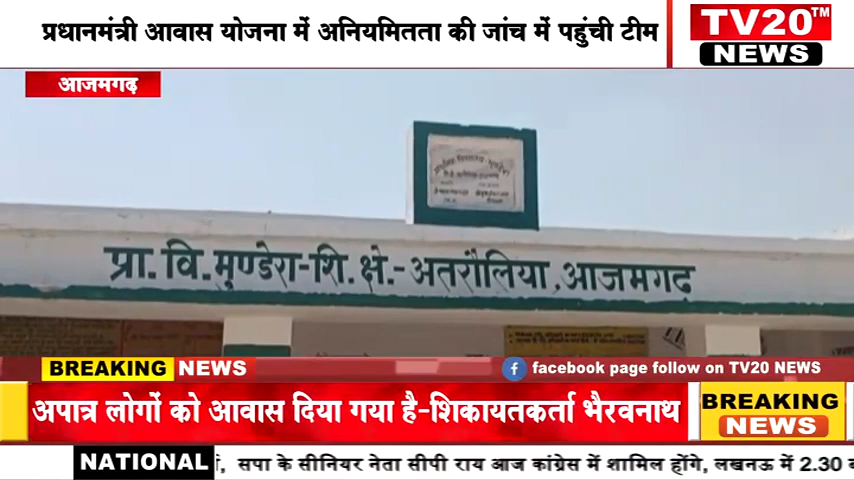 प्रधानमंत्री आवास योजना में अनियमितता की जांच में पहुंची टीम
TV20™
NEWS
आजमगढ़
प्रा.वि.मुण्डेरा-शि.क्षे.-अतरौलिया,आजमगढ़
BREAKING NEWS
facebook page follow on TV20 NEWS
अपात्र लोगों को आवास दिया गया है-शिकायतकर्ता भैरवनाथ
BREAKING
NEWS
NATIONAL
सपा के सीनियर नेता सीपी राय आज कांग्रेस में शामिल होंगे, लखनऊ में 2.30